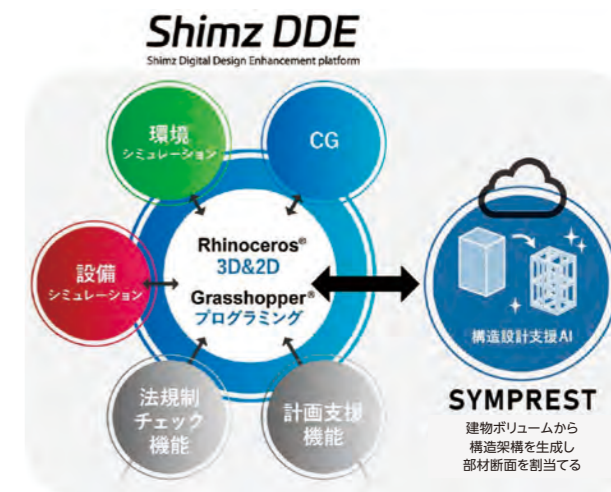 Shimz DDE
Shimz Digital Design Enhancement platform
環境
シミュレーション
CG
設備
シミュレーション
Rhinoceros®
3D&2D
Grasshopper®
プログラミング
法規制
チェック
機能
計画支援
機能
構造設計支援AI
SYMPREST
建物ボリュームから
構造架構を生成し
部材断面を割当てる